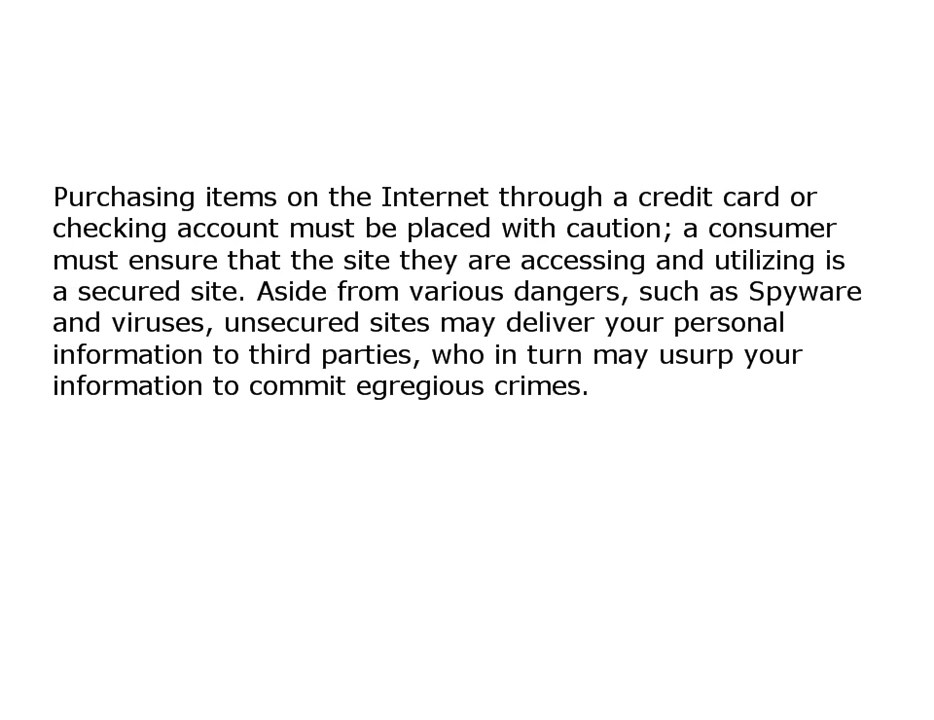 Purchasing items on the Internet through a credit card or
checking account must be placed with caution; a consumer
must ensure that the site they are accessing and utilizing is
a secured site. Aside from various dangers, such as Spyware
and viruses, unsecured sites may deliver your personal
information to third parties, who in turn may usurp your
information to commit egregious crimes.